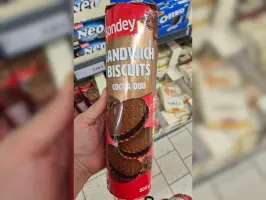 ondey
ANDWICH
BISCUITS
COCOA DUO
Neo
Neo